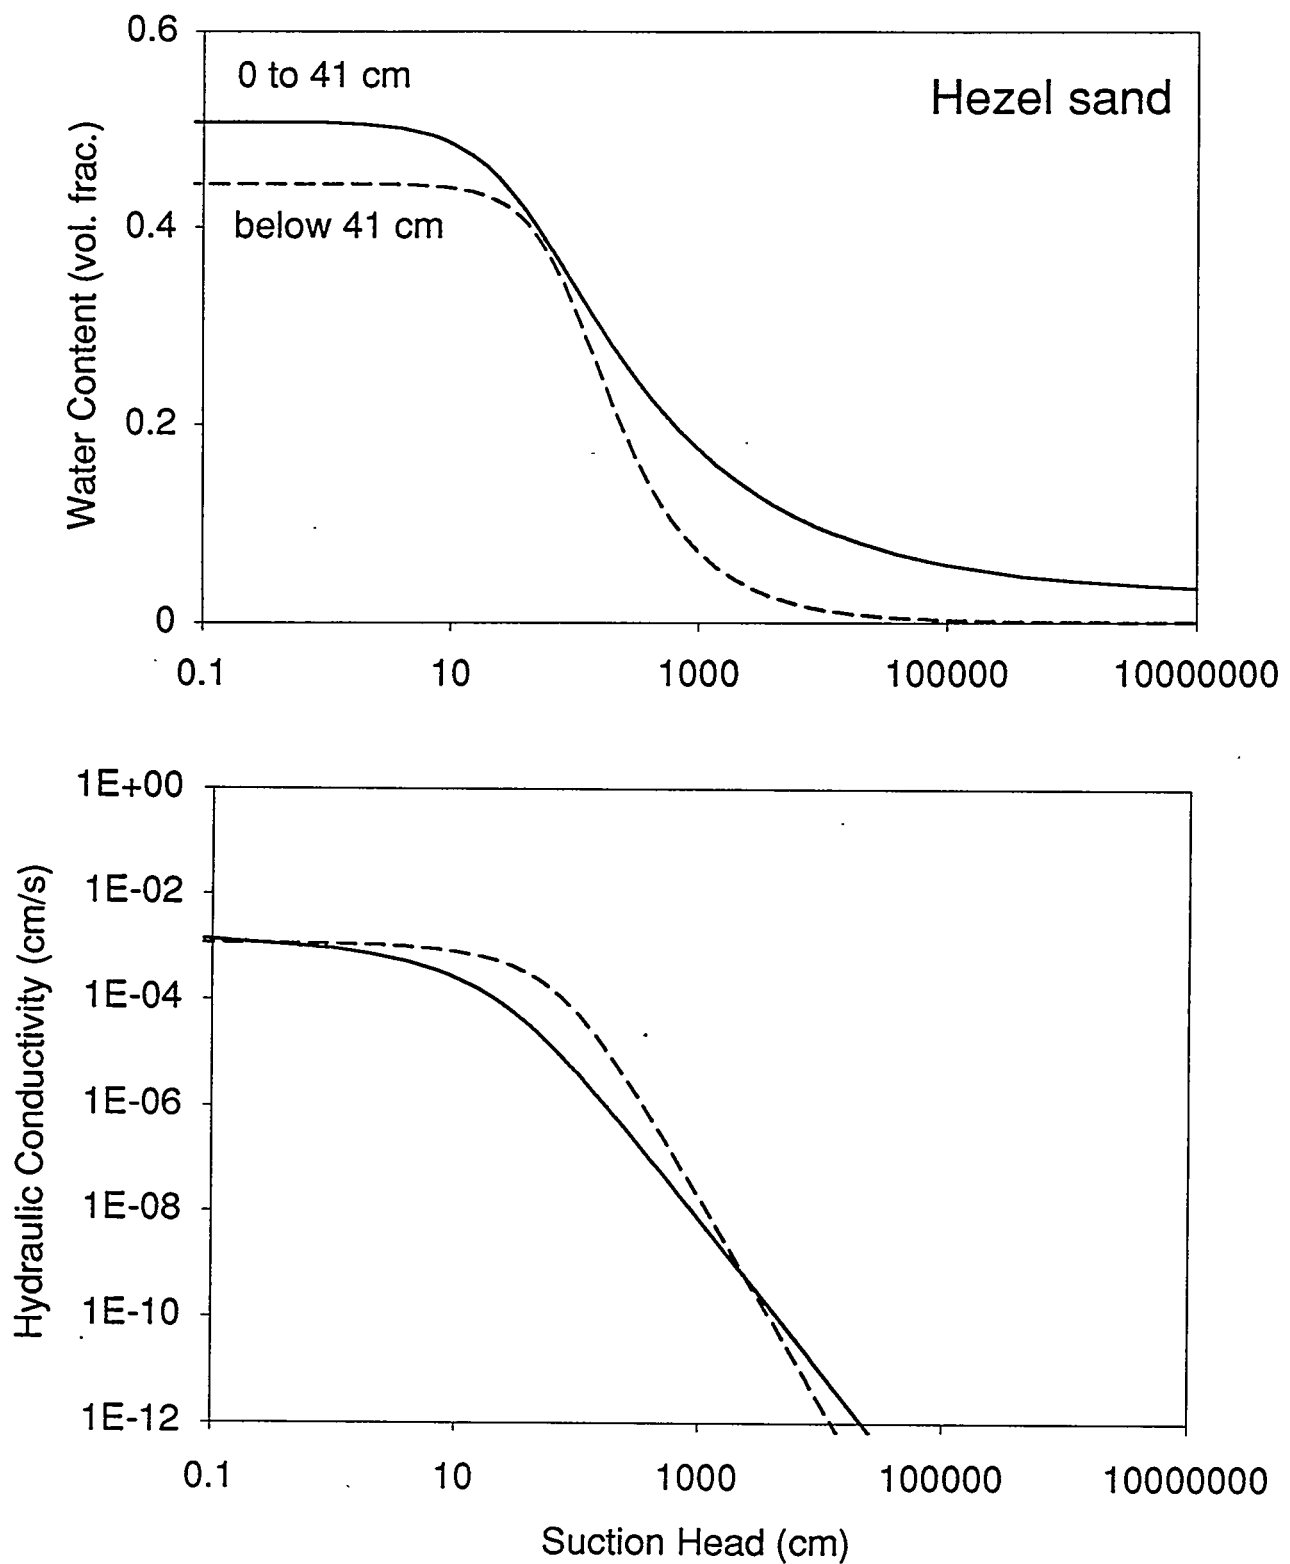 0.6
0 to 41 cm
Hezel sand
below 41 cm
0.4
Water Content (vol. frac.)
0.2
0
0.1 10 1000 100000 10000000
1E+00
1E-02
1E-04
1E-06
1E-08
1E-10
1E-12
Hydraulic Conductivity (cm/s)
0.1 10 1000 100000 10000000
Suction Head (cm)